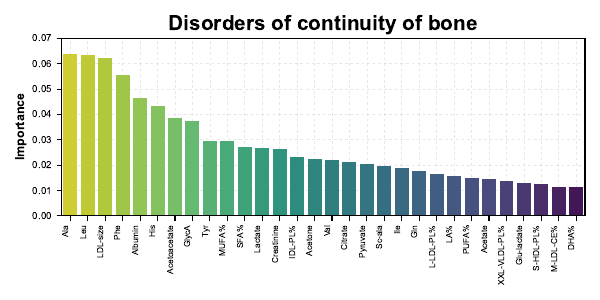 Disorders of continuity of bone
Importance
0.07
0.06
0.05
0.04
0.03
0.02
0.01
0.00
Ala
Leu
LDL-size
Phe
Albumin
His
Acetoacetate
GlycA
Tyr
MUFA%
SFA%
Lactate
Creatinine
IDL-PL%
Acetone
Val
Citrate
Pyruvate
Sc-ala
Ile
Gln
L-LDL-PL%
LA%
PUFA%
Acetate
XXL-VLDL-PL%
Glu-lactate
S-HDL-PL%
M-LDL-CE%
DHA%